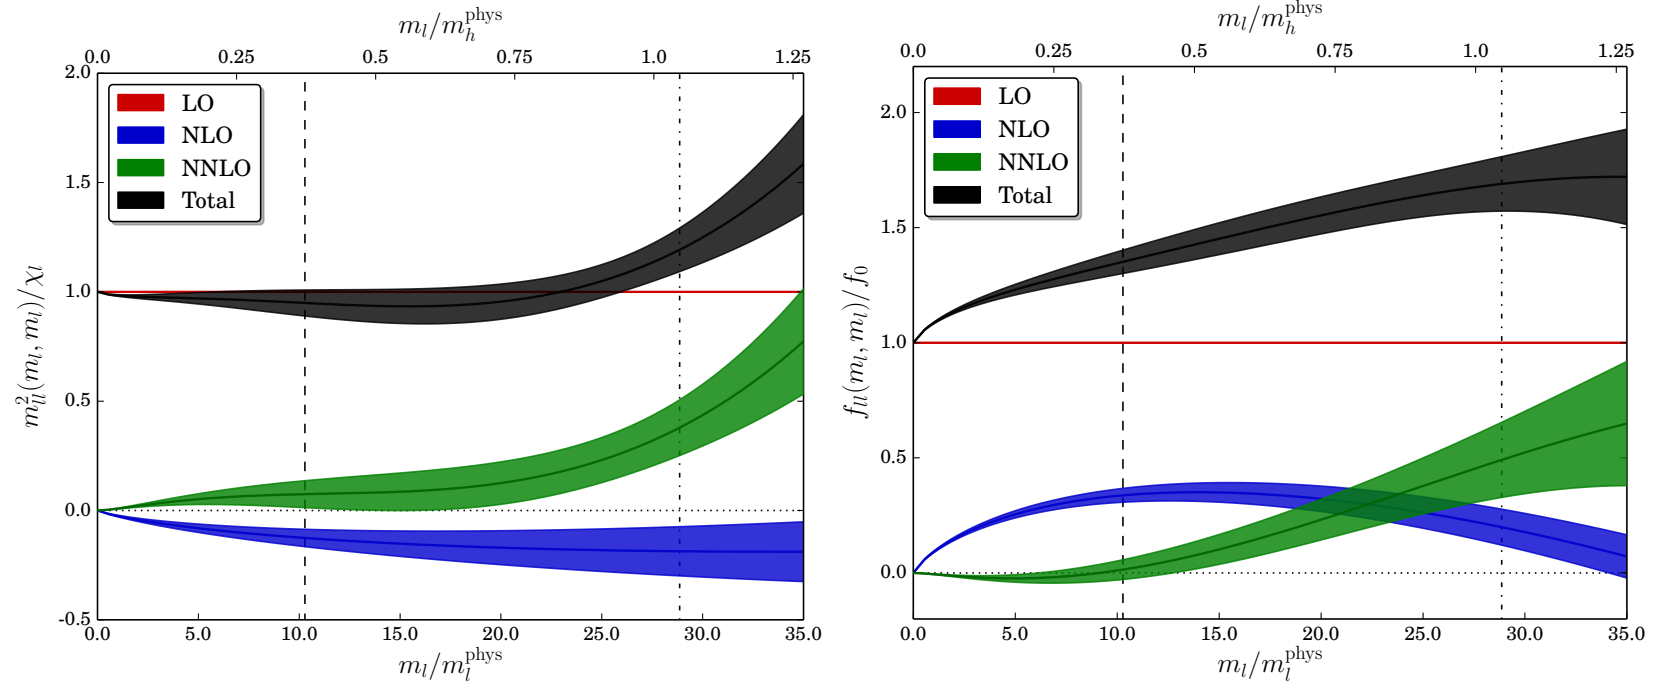 m_l/m_h^phys
0.0 0.25 0.5 0.75 1.0 1.25
2.0
1.5
1.0
0.5
0.0
-0.5
LO
NLO
NNLO
Total
m_ll^2(m_l, m_l)/χ_l
0.0 5.0 10.0 15.0 20.0 25.0 30.0 35.0
m_l/m_l^phys
m_l/m_h^phys
0.0 0.25 0.5 0.75 1.0 1.25
2.0
1.5
1.0
0.5
0.0
LO
NLO
NNLO
Total
f_ll(m_l, m_l)/f_0
0.0 5.0 10.0 15.0 20.0 25.0 30.0 35.0
m_l/m_l^phys